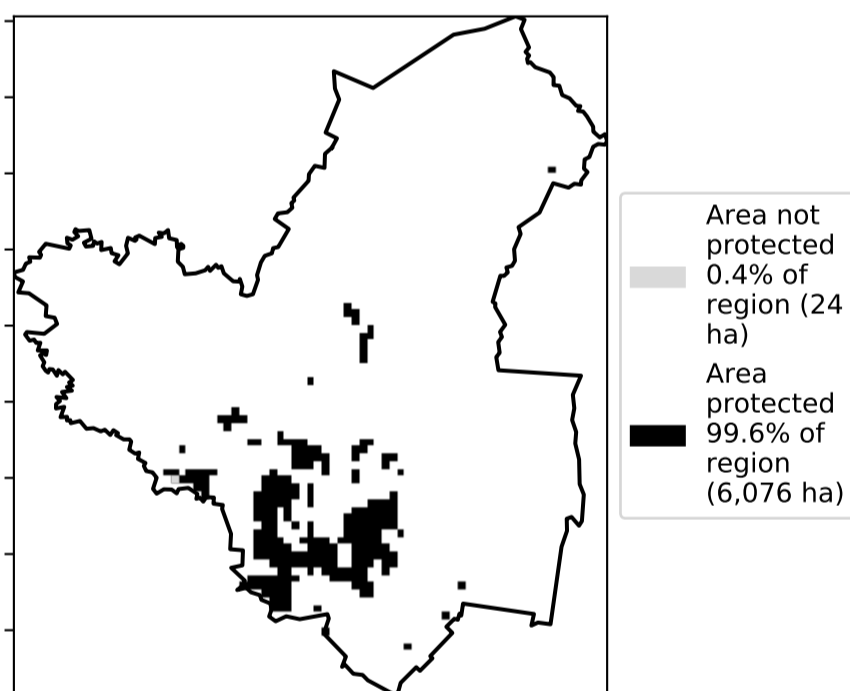 Area not
protected
0.4% of
region (24
ha)
Area
protected
99.6% of
region
(6,076 ha)